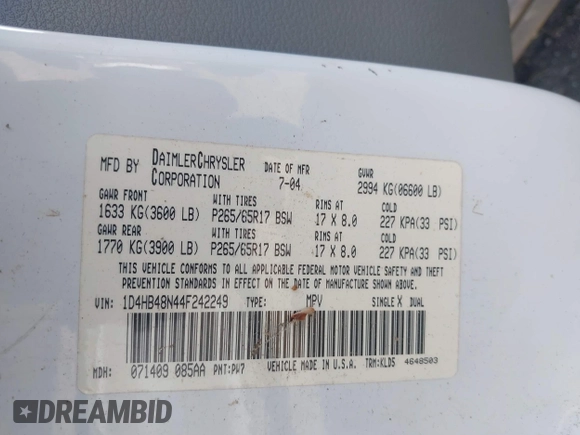 MFD BY DAIMLERCHRYSLER CORPORATION DATE OF MFR 7-04 GVWR 2994 KG(06600 LB)
GAWR FRONT WITH TIRES RIMS AT COLD
1633 KG(3600 LB) P265/65R17 BSW 17 X 8.0 227 KPA(33 PSI)
GAWR REAR WITH TIRES RIMS AT COLD
1770 KG(3900 LB) P265/65R17 BSW 17 X 8.0 227 KPA(33 PSI)
THIS VEHICLE CONFORMS TO ALL APPLICABLE FEDERAL MOTOR VEHICLE SAFETY AND
THEFT PREVENTION STANDARDS IN EFFECT ON THE DATE OF MANUFACTURE SHOWN ABOVE.
VIN: 1D4HB48N44F242249 TYPE: MPV SINGLE X DUAL
MDH: 071409 085AA PNT:PW7 VEHICLE MADE IN U.S.A. TRM:KLD5 4648503
DREAMBID